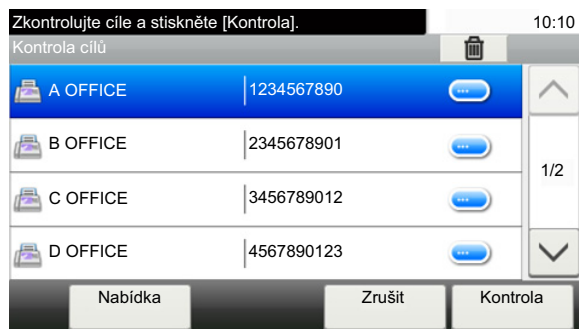 Zkontrolujte cíle a stiskněte [Kontrola]. 10:10
Kontrola cílů
A OFFICE 1234567890
B OFFICE 2345678901
1/2
C OFFICE 3456789012
D OFFICE 4567890123
Nabídka Zrušit Kontrola